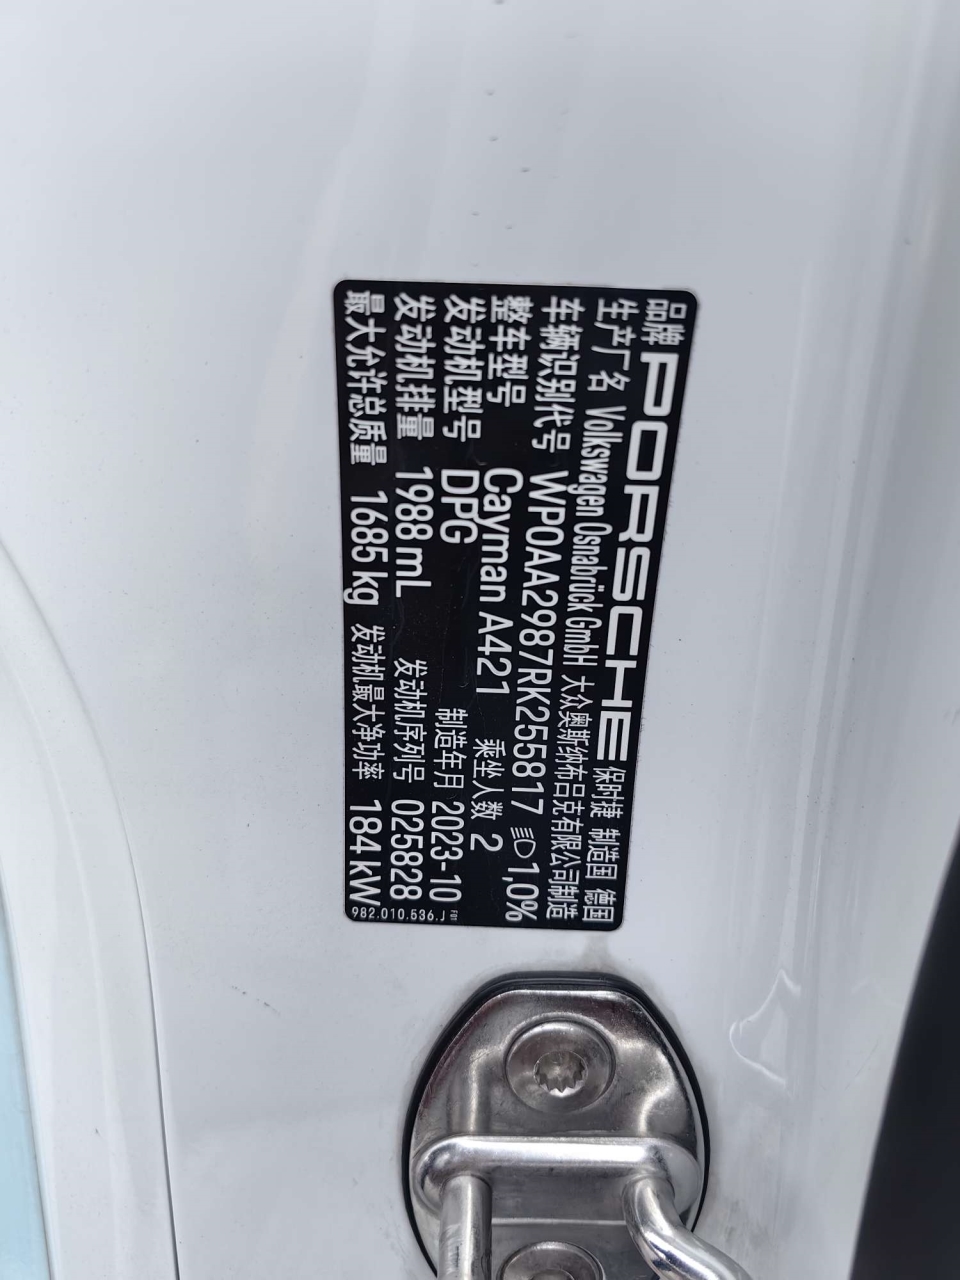 品牌 PORSCHE 保时捷 制造国 德国
生产厂名 Volkswagen Osnabrück GmbH 大众奥斯纳布吕克有限公司制造
车辆识别代号 WP0AA2987RK255817 1,0%
整车型号 Cayman A421 乘坐人数 2
发动机型号 DPG 制造年月 2023-10
发动机排量 1988 mL 发动机序列号 025828
最大允许总质量 1685 kg 发动机最大净功率 184 kW
982.010.536.J F01